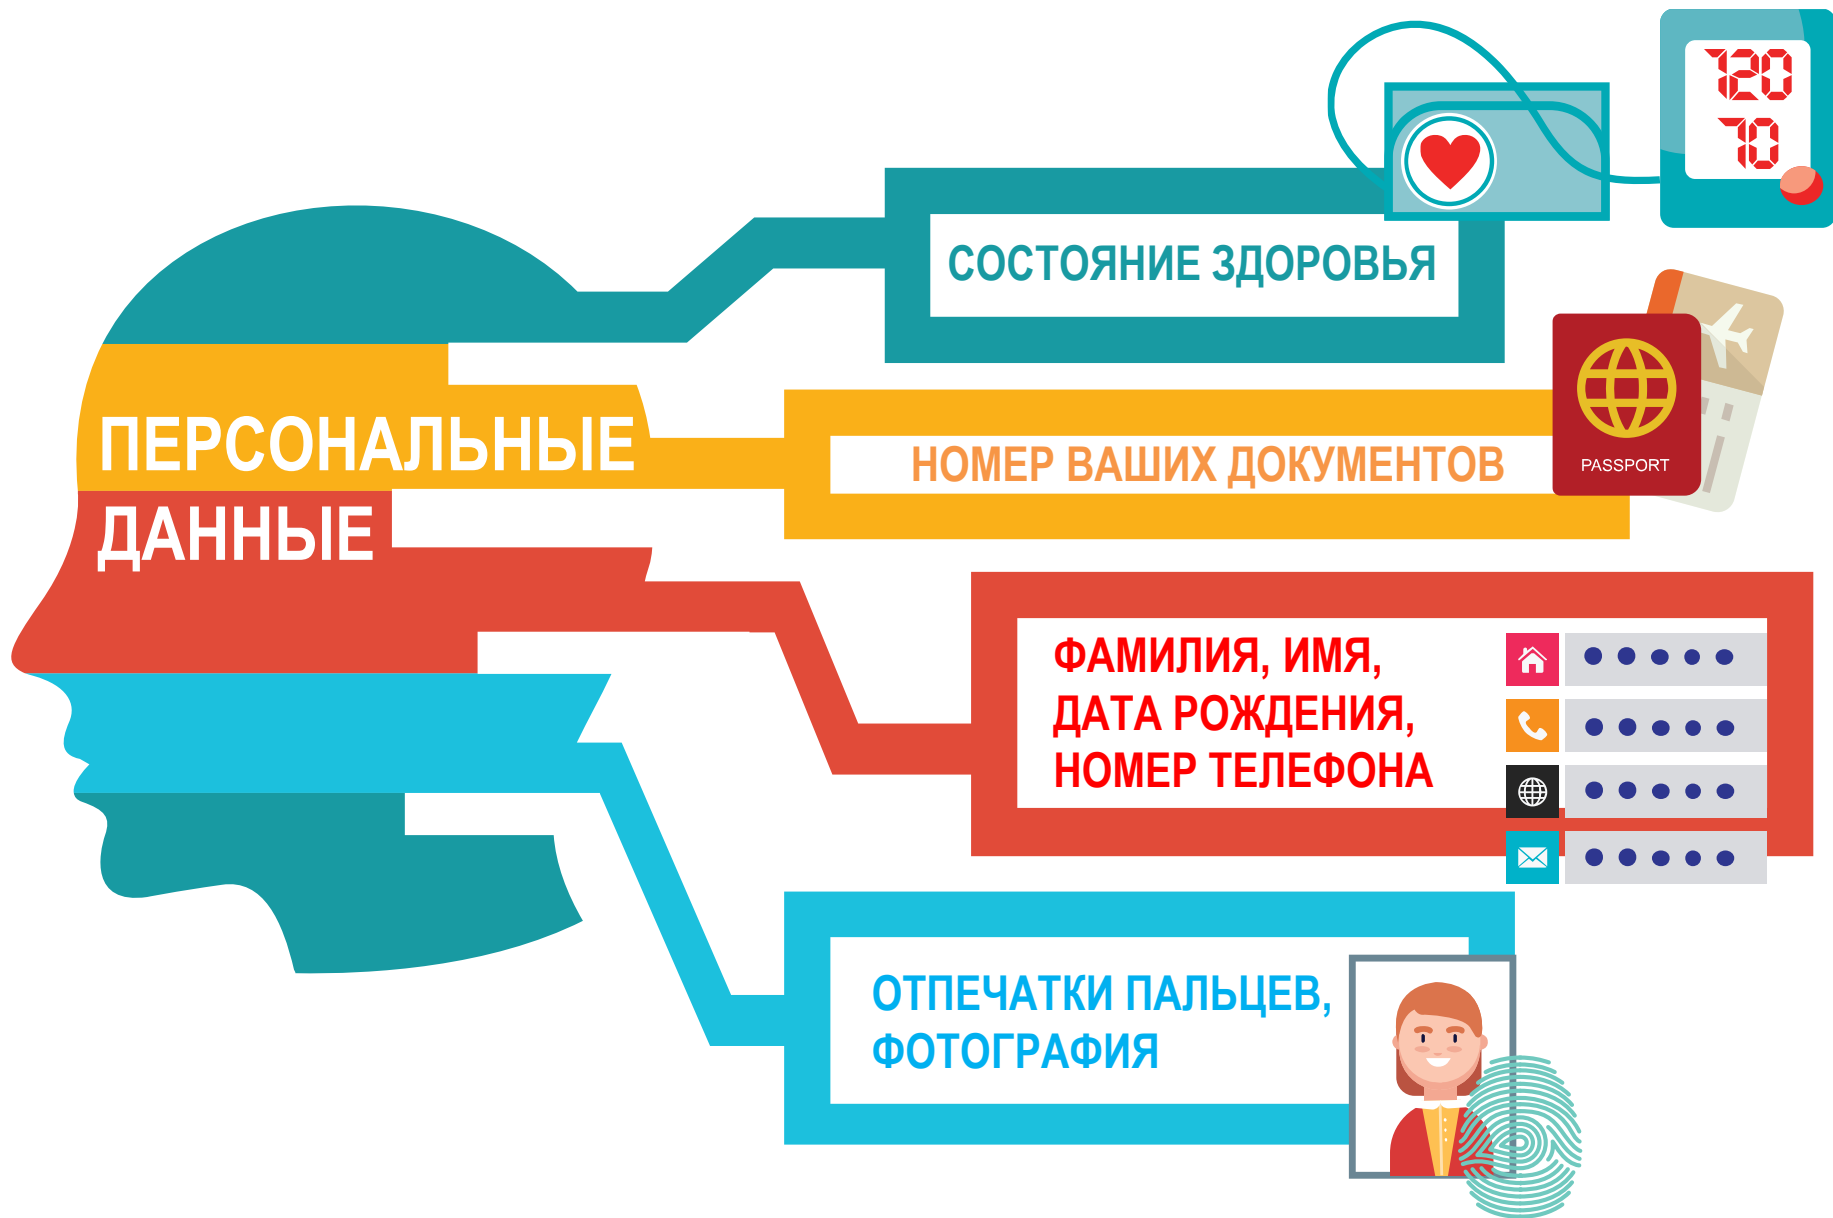 120
70
СОСТОЯНИЕ ЗДОРОВЬЯ
ПЕРСОНАЛЬНЫЕ
ДАННЫЕ
НОМЕР ВАШИХ ДОКУМЕНТОВ
PASSPORT
ФАМИЛИЯ, ИМЯ,
ДАТА РОЖДЕНИЯ,
НОМЕР ТЕЛЕФОНА
ОТПЕЧАТКИ ПАЛЬЦЕВ,
ФОТОГРАФИЯ